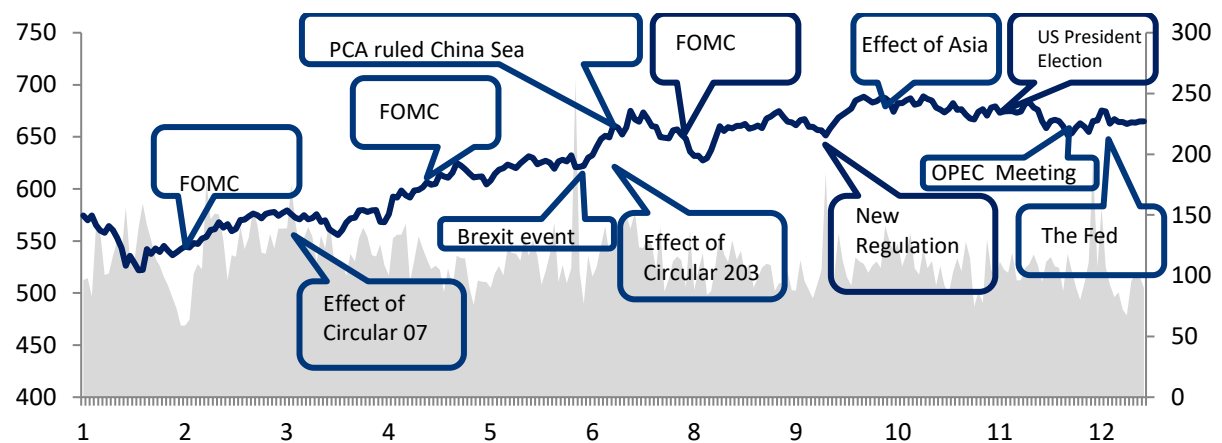 750
700
650
600
550
500
450
400
300
250
200
150
100
50
0
1 2 3 4 5 6 7 8 9 10 11 12
FOMC
Effect of
Circular 07
FOMC
PCA ruled China Sea
Brexit event
Effect of
Circular 203
FOMC
New
Regulation
Effect of Asia
US President
Election
OPEC Meeting
The Fed